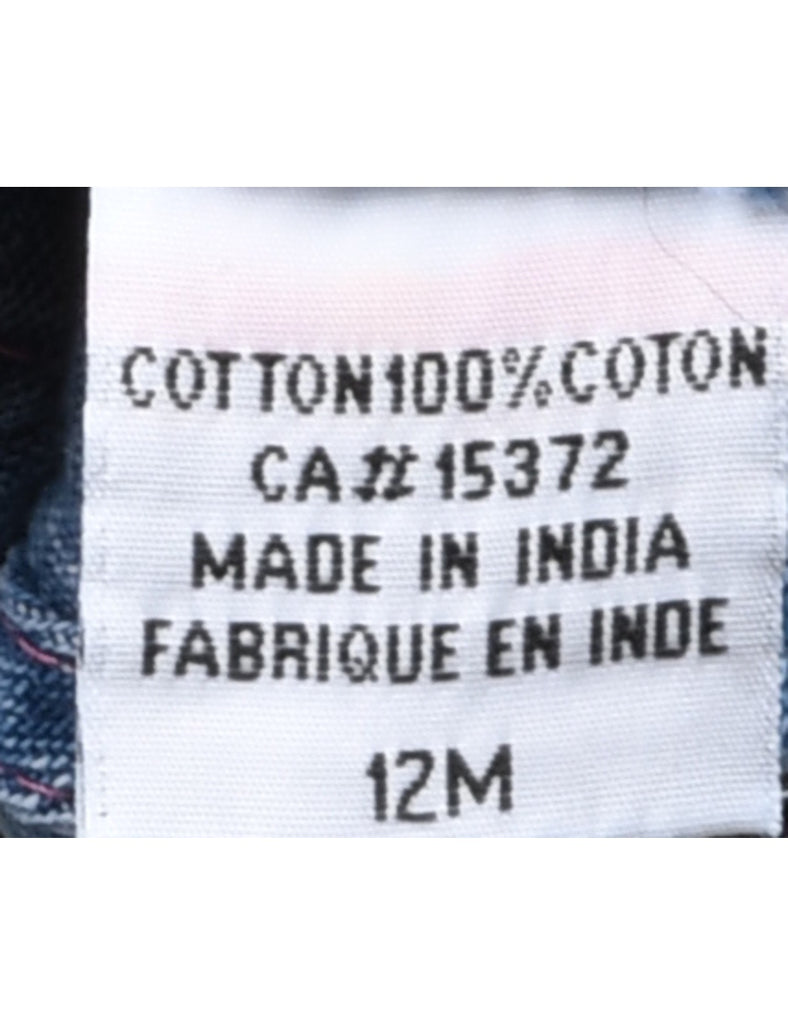 COTTON100%COTON
CA#15372
MADE IN INDIA
FABRIQUE EN INDE
12M